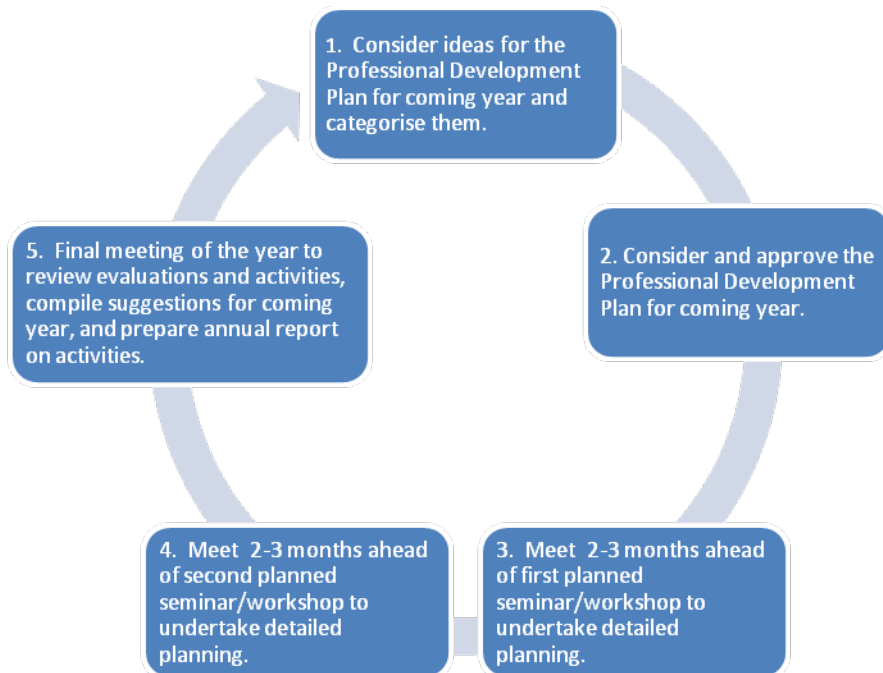 1. Consider ideas for the
Professional Development
Plan for coming year and
categorise them.
2. Consider and approve the
Professional Development
Plan for coming year.
3. Meet 2-3 months ahead
of first planned
seminar/workshop to
undertake detailed
planning.
4. Meet 2-3 months ahead
of second planned
seminar/workshop to
undertake detailed
planning.
5. Final meeting of the year to
review evaluations and activities,
compile suggestions for coming
year, and prepare annual report
on activities.